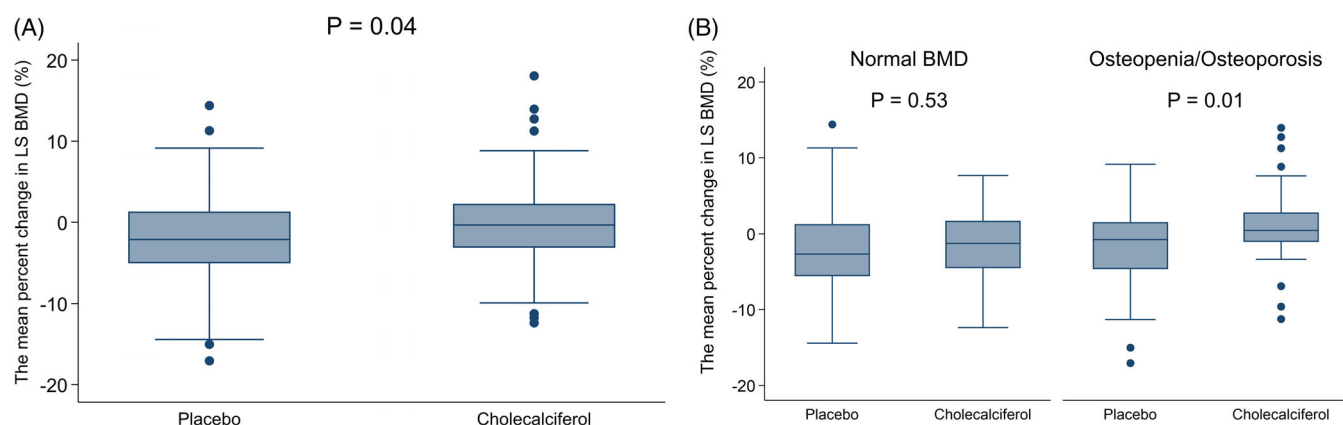 (A)
P = 0.04
The mean percent change in LS BMD (%)
20
10
0
-10
-20
Placebo
Cholecalciferol
(B)
Normal BMD
Osteopenia/Osteoporosis
P = 0.53
P = 0.01
The mean percent change in LS BMD (%)
20
10
0
-10
-20
Placebo
Cholecalciferol
Placebo
Cholecalciferol